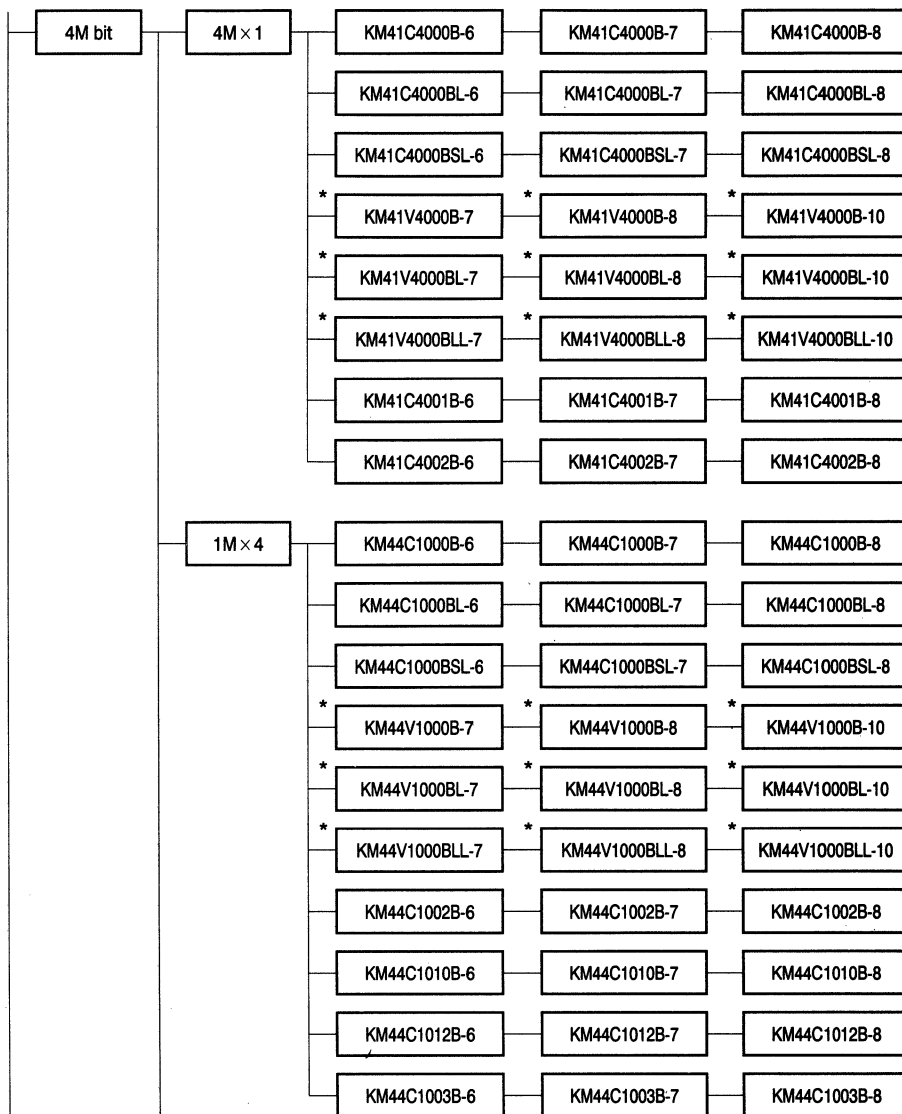 4M bit 4M × 1 KM41C4000B-6 KM41C4000B-7 KM41C4000B-8
KM41C4000BL-6 KM41C4000BL-7 KM41C4000BL-8
KM41C4000BSL-6 KM41C4000BSL-7 KM41C4000BSL-8
* * *
KM41V4000B-7 KM41V4000B-8 KM41V4000B-10
* * *
KM41V4000BL-7 KM41V4000BL-8 KM41V4000BL-10
* * *
KM41V4000BLL-7 KM41V4000BLL-8 KM41V4000BLL-10
KM41C4001B-6 KM41C4001B-7 KM41C4001B-8
KM41C4002B-6 KM41C4002B-7 KM41C4002B-8
1M × 4 KM44C1000B-6 KM44C1000B-7 KM44C1000B-8
KM44C1000BL-6 KM44C1000BL-7 KM44C1000BL-8
KM44C1000BSL-6 KM44C1000BSL-7 KM44C1000BSL-8
* * *
KM44V1000B-7 KM44V1000B-8 KM44V1000B-10
* * *
KM44V1000BL-7 KM44V1000BL-8 KM44V1000BL-10
* * *
KM44V1000BLL-7 KM44V1000BLL-8 KM44V1000BLL-10
KM44C1002B-6 KM44C1002B-7 KM44C1002B-8
KM44C1010B-6 KM44C1010B-7 KM44C1010B-8
KM44C1012B-6 KM44C1012B-7 KM44C1012B-8
KM44C1003B-6 KM44C1003B-7 KM44C1003B-8